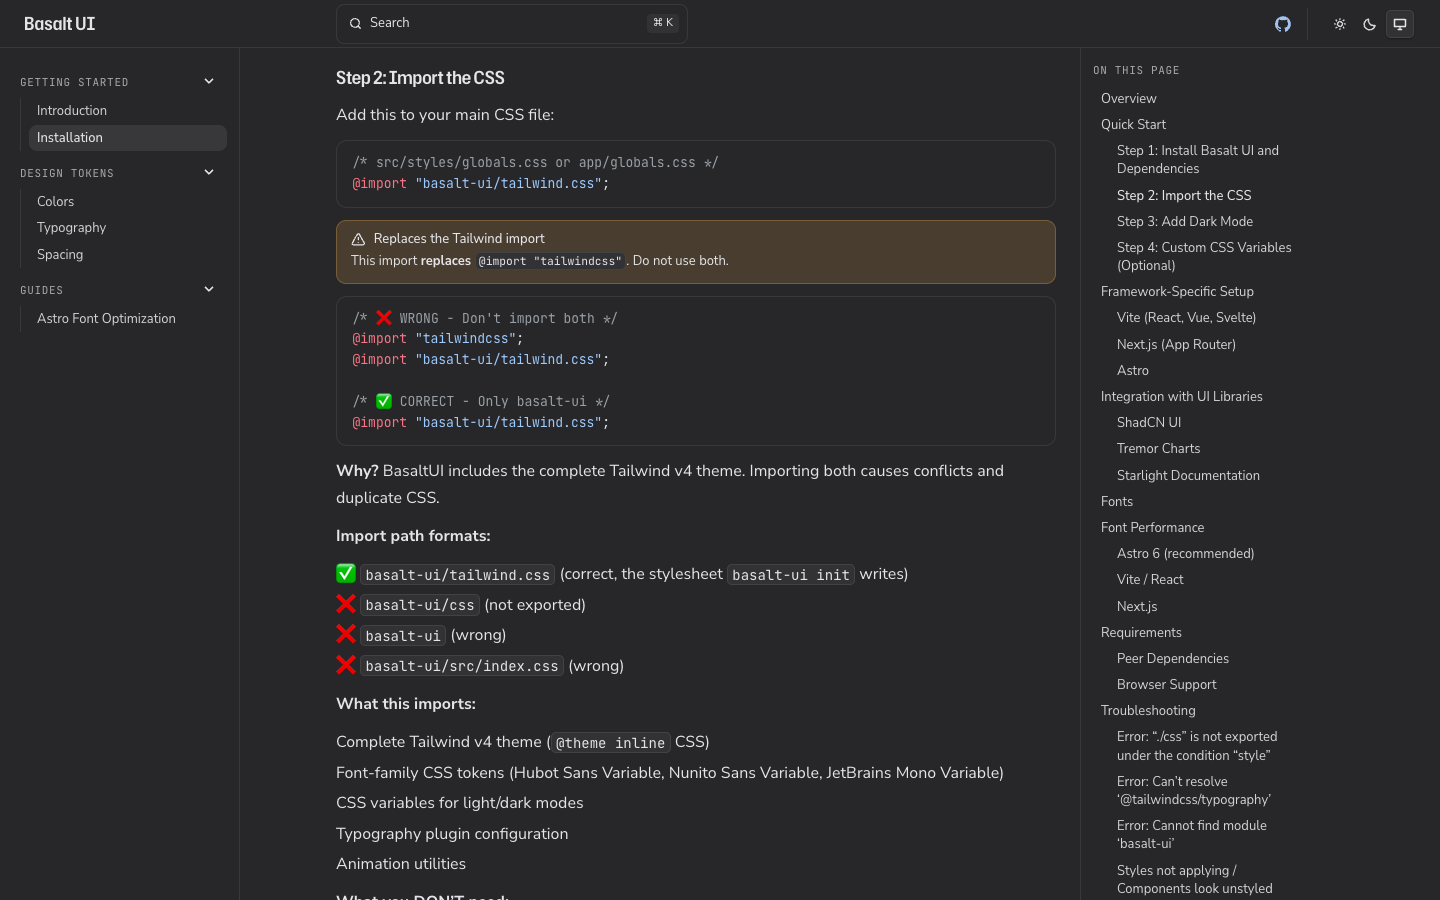 Basalt UI
Search
⌘ K
GETTING STARTED
Introduction
Installation
DESIGN TOKENS
Colors
Typography
Spacing
GUIDES
Astro Font Optimization
Step 2: Import the CSS
Add this to your main CSS file:
/* src/styles/globals.css or app/globals.css */
@import "basalt-ui/tailwind.css";
Replaces the Tailwind import
This import replaces @import "tailwindcss". Do not use both.
/* ❌ WRONG - Don't import both */
@import "tailwindcss";
@import "basalt-ui/tailwind.css";
/* ✅ CORRECT - Only basalt-ui */
@import "basalt-ui/tailwind.css";
Why? BasaltUI includes the complete Tailwind v4 theme. Importing both causes conflicts and
duplicate CSS.
Import path formats:
✅ basalt-ui/tailwind.css (correct, the stylesheet basalt-ui init writes)
❌ basalt-ui/css (not exported)
❌ basalt-ui (wrong)
❌ basalt-ui/src/index.css (wrong)
What this imports:
Complete Tailwind v4 theme (@theme inline CSS)
Font-family CSS tokens (Hubot Sans Variable, Nunito Sans Variable, JetBrains Mono Variable)
CSS variables for light/dark modes
Typography plugin configuration
Animation utilities
What you DON'T need:
ON THIS PAGE
Overview
Quick Start
Step 1: Install Basalt UI and
Dependencies
Step 2: Import the CSS
Step 3: Add Dark Mode
Step 4: Custom CSS Variables
(Optional)
Framework-Specific Setup
Vite (React, Vue, Svelte)
Next.js (App Router)
Astro
Integration with UI Libraries
ShadCN UI
Tremor Charts
Starlight Documentation
Fonts
Font Performance
Astro 6 (recommended)
Vite / React
Next.js
Requirements
Peer Dependencies
Browser Support
Troubleshooting
Error: “./css” is not exported
under the condition “style”
Error: Can’t resolve
‘@tailwindcss/typography’
Error: Cannot find module
‘basalt-ui’
Styles not applying /
Components look unstyled